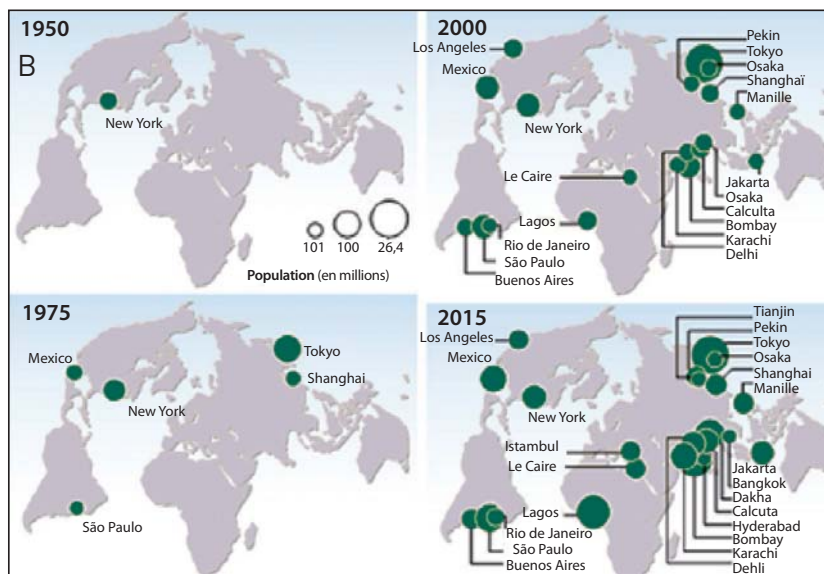 1950
B
New York
101
100
26,4
Population (en millions)
2000
Los Angeles
Mexico
New York
Pekin
Tokyo
Osaka
Shanghaï
Manille
Le Caire
Lagos
Jakarta
Osaka
Calculta
Bombay
Karachi
Delhi
Rio de Janeiro
São Paulo
Buenos Aires
1975
Mexico
New York
Tokyo
Shanghai
São Paulo
2015
Los Angeles
Mexico
New York
Tianjin
Pekin
Tokyo
Osaka
Shanghai
Manille
Istambul
Le Caire
Lagos
Jakarta
Bangkok
Dakha
Calcuta
Hyderabad
Bombay
Karachi
Dehli
Rio de Janeiro
São Paulo
Buenos Aires